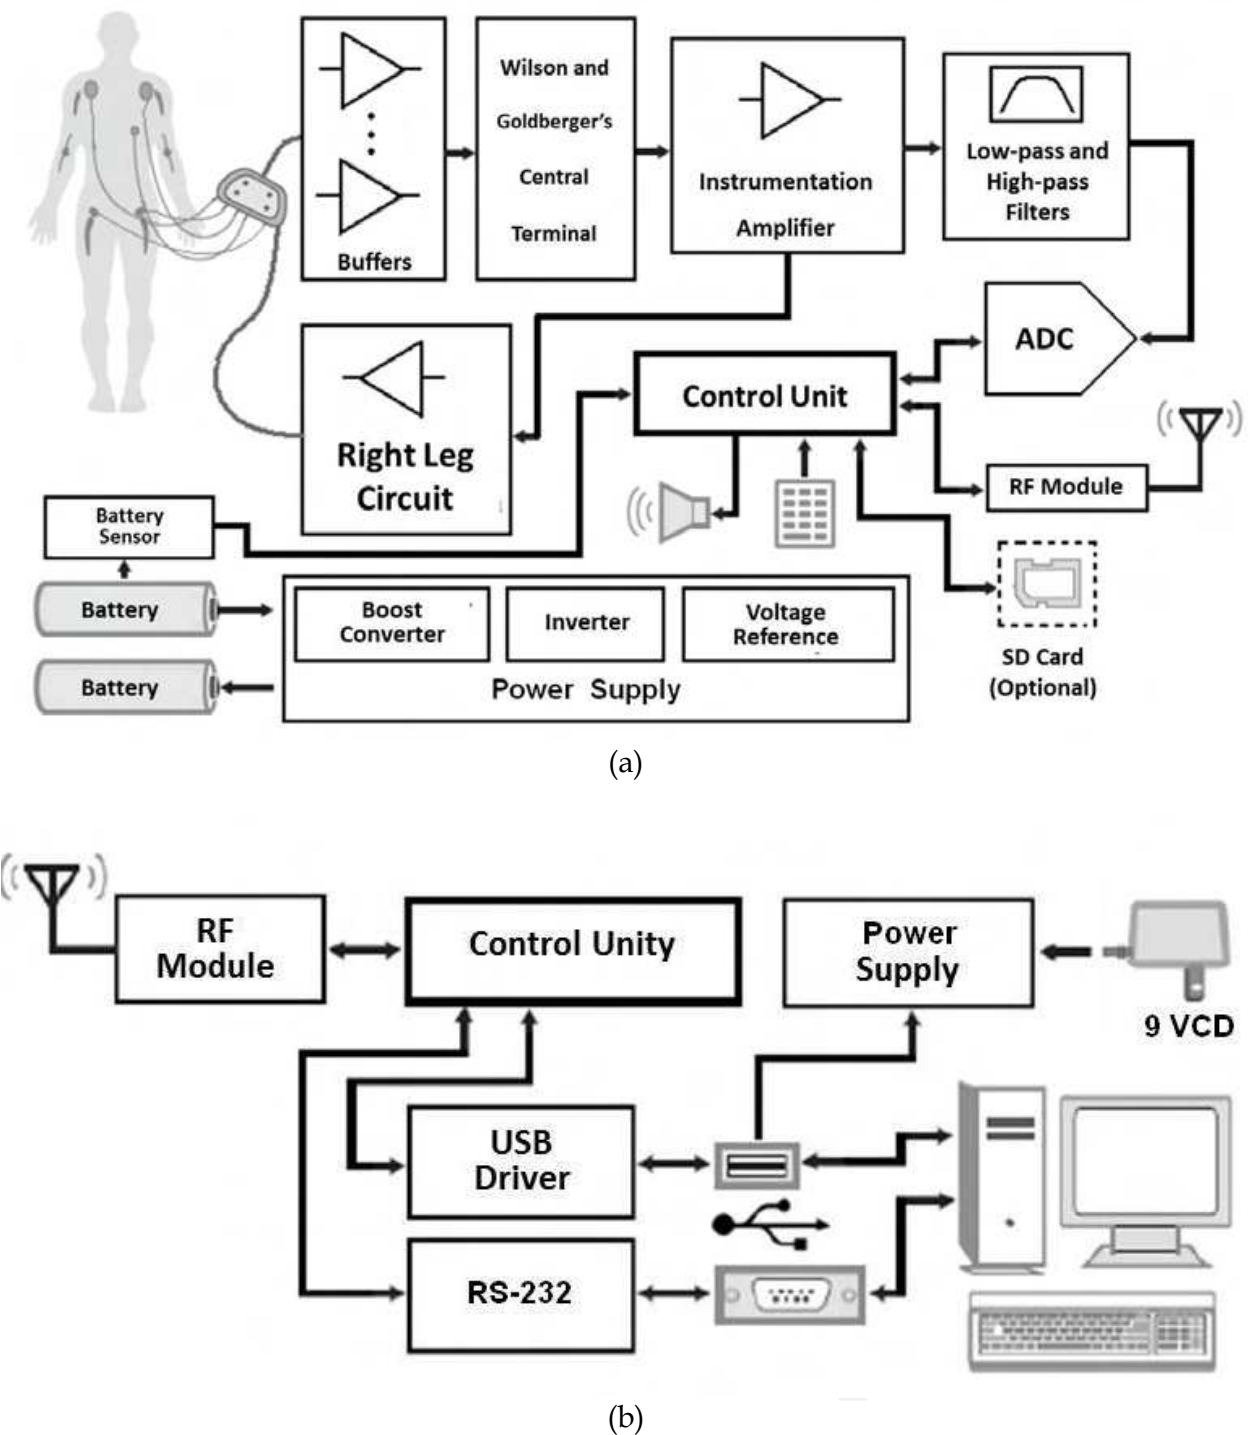 Buffers
Wilson and
Goldberger's
Central
Terminal
Instrumentation
Amplifier
Low-pass and
High-pass
Filters
ADC
Control Unit
RF Module
Right Leg
Circuit
Battery
Sensor
Battery
Battery
Boost
Converter
Inverter
Voltage
Reference
Power Supply
SD Card
(Optional)
(a)
RF
Module
Control Unity
Power
Supply
9 VCD
USB
Driver
RS-232
(b)